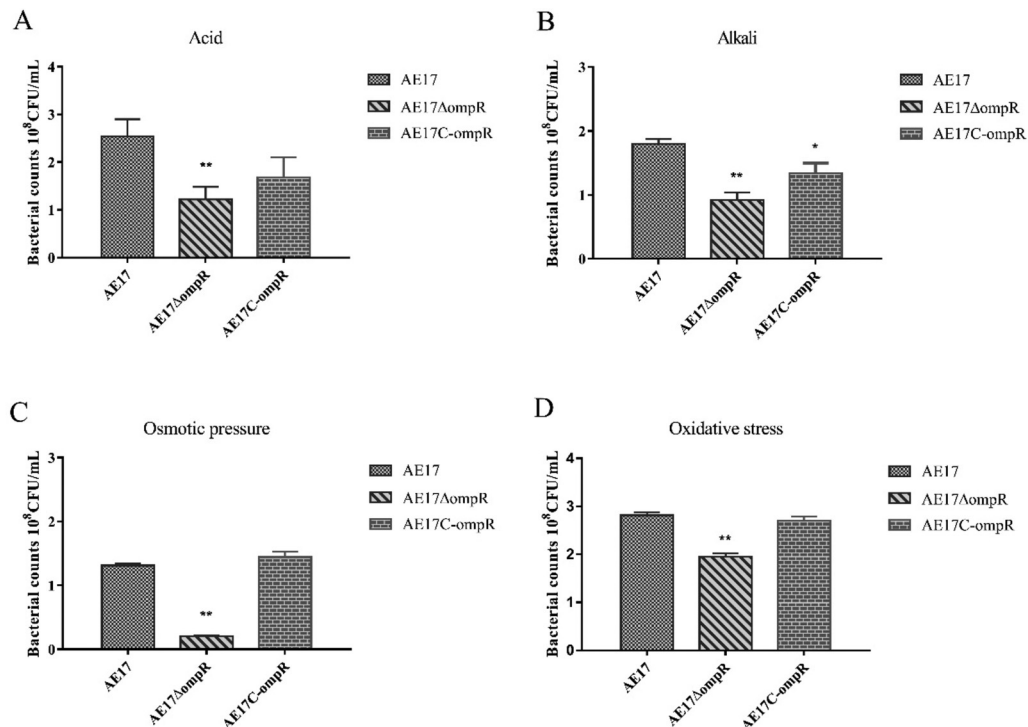 A
Acid
Bacterial counts 10⁸CFU/mL
4
3
2
1
0
**
AE17
AE17ΔompR
AE17C-ompR
AE17
AE17ΔompR
AE17C-ompR
B
Alkali
Bacterial counts 10⁸CFU/mL
3
2
1
0
**
*
AE17
AE17ΔompR
AE17C-ompR
AE17
AE17ΔompR
AE17C-ompR
C
Osmotic pressure
Bacterial counts 10⁸CFU/mL
3
2
1
0
**
AE17
AE17ΔompR
AE17C-ompR
AE17
AE17ΔompR
AE17C-ompR
D
Oxidative stress
Bacterial counts 10⁸CFU/mL
4
3
2
1
0
**
AE17
AE17ΔompR
AE17C-ompR
AE17
AE17ΔompR
AE17C-ompR